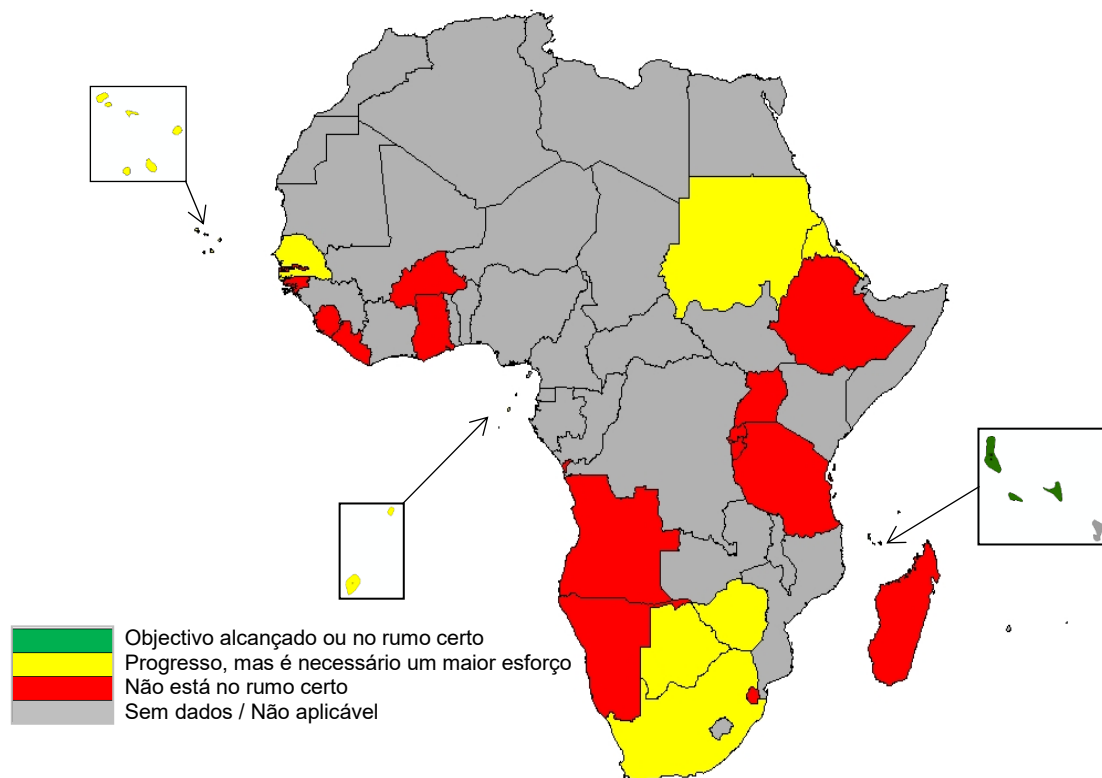 Objectivo alcançado ou no rumo certo
Progresso, mas é necessário um maior esforço
Não está no rumo certo
Sem dados / Não aplicável